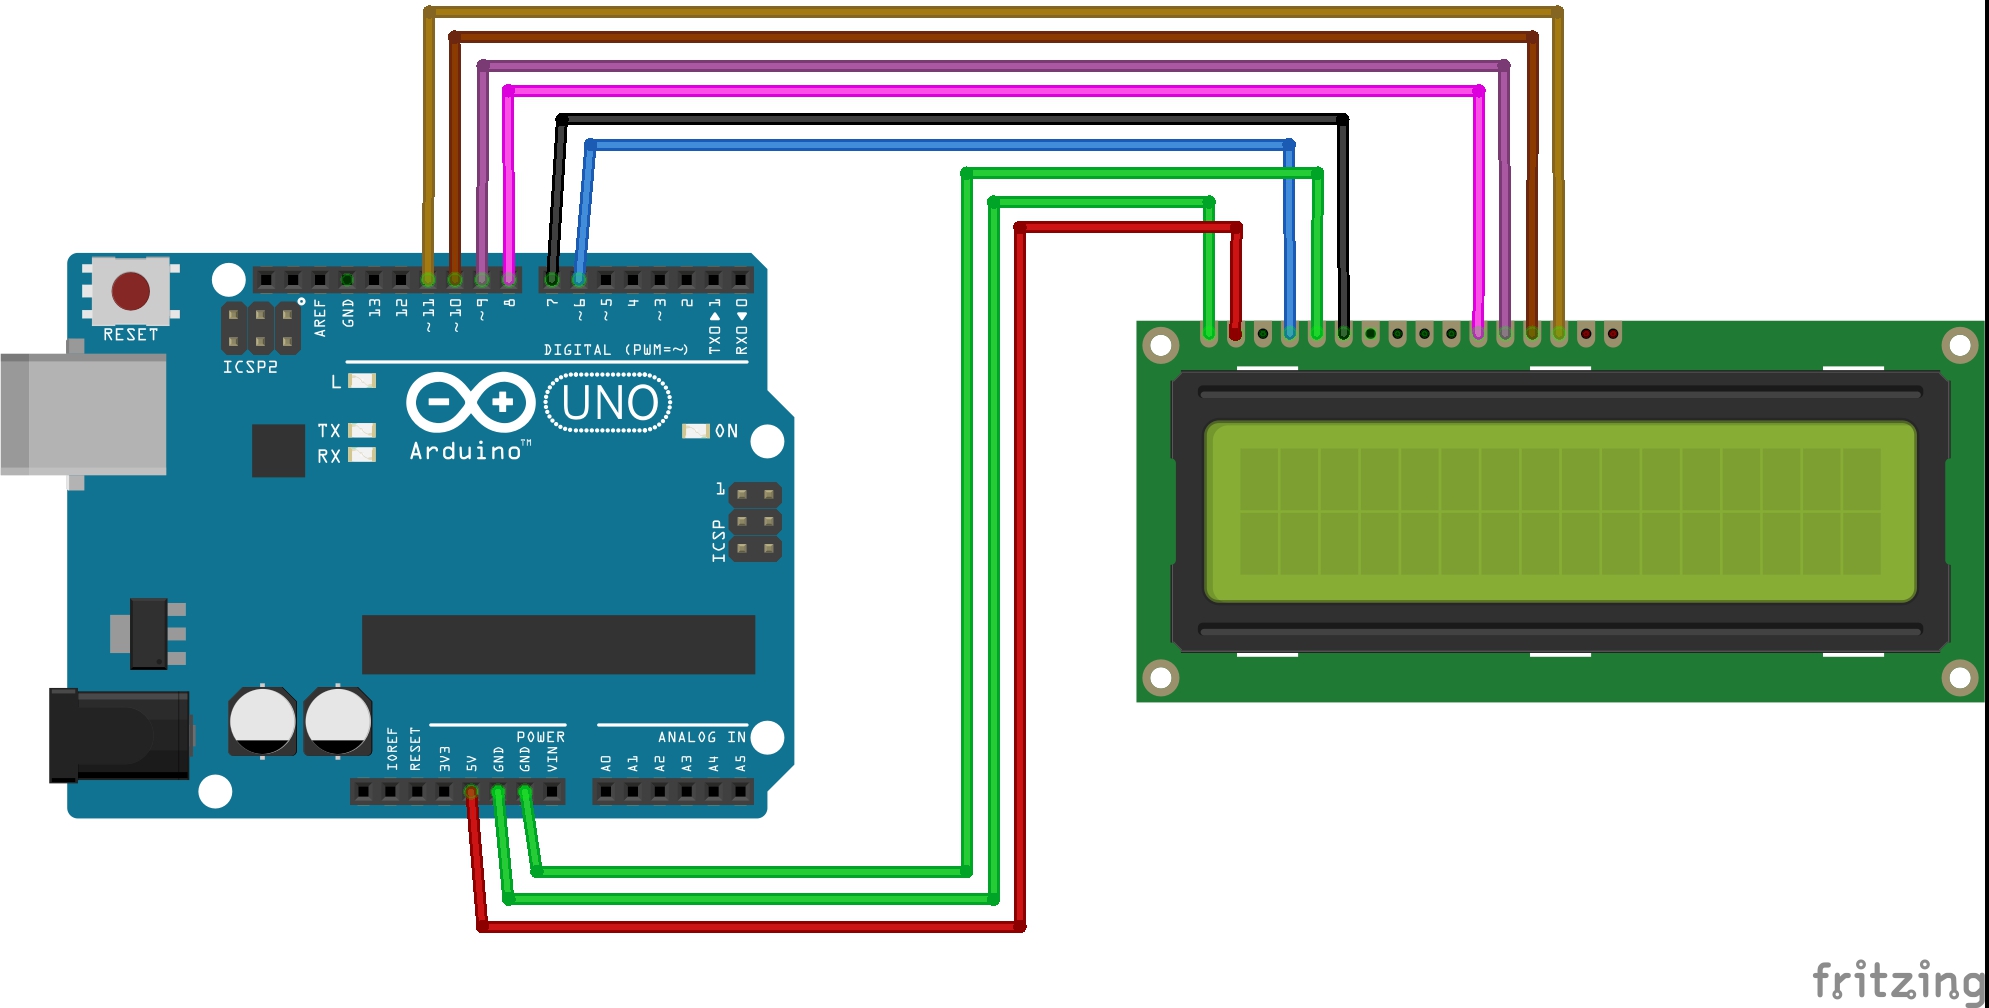 RESET
ICSP2
AREF
GND
13
12
~11
~10
~9
8
7
~6
~5
4
~3
2
TX0▶1
RX0◀0
DIGITAL (PWM=~)
L
TX
RX
Arduino™
UNO
ON
1
ICSP
IOREF
RESET
3V3
5V
GND
GND
VIN
POWER
ANALOG IN
A0
A1
A2
A3
A4
A5
fritzing